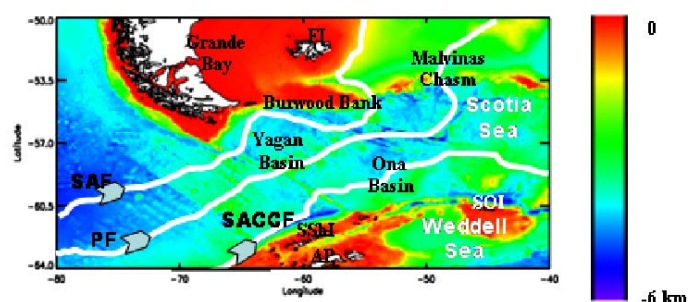 -50.0
FI
0
Grande
Bay
Malvinas
Chasm
-53.5
Burwood Bank
Scotia
Sea
-57.0
Yagan
Basin
Ona
Basin
Latitude
SAF
-60.5
SACCF
SOI
PF
SShI
Weddell
Sea
AP
-64.0
-80
-70
-60
-50
-40
Longitude
-6 km